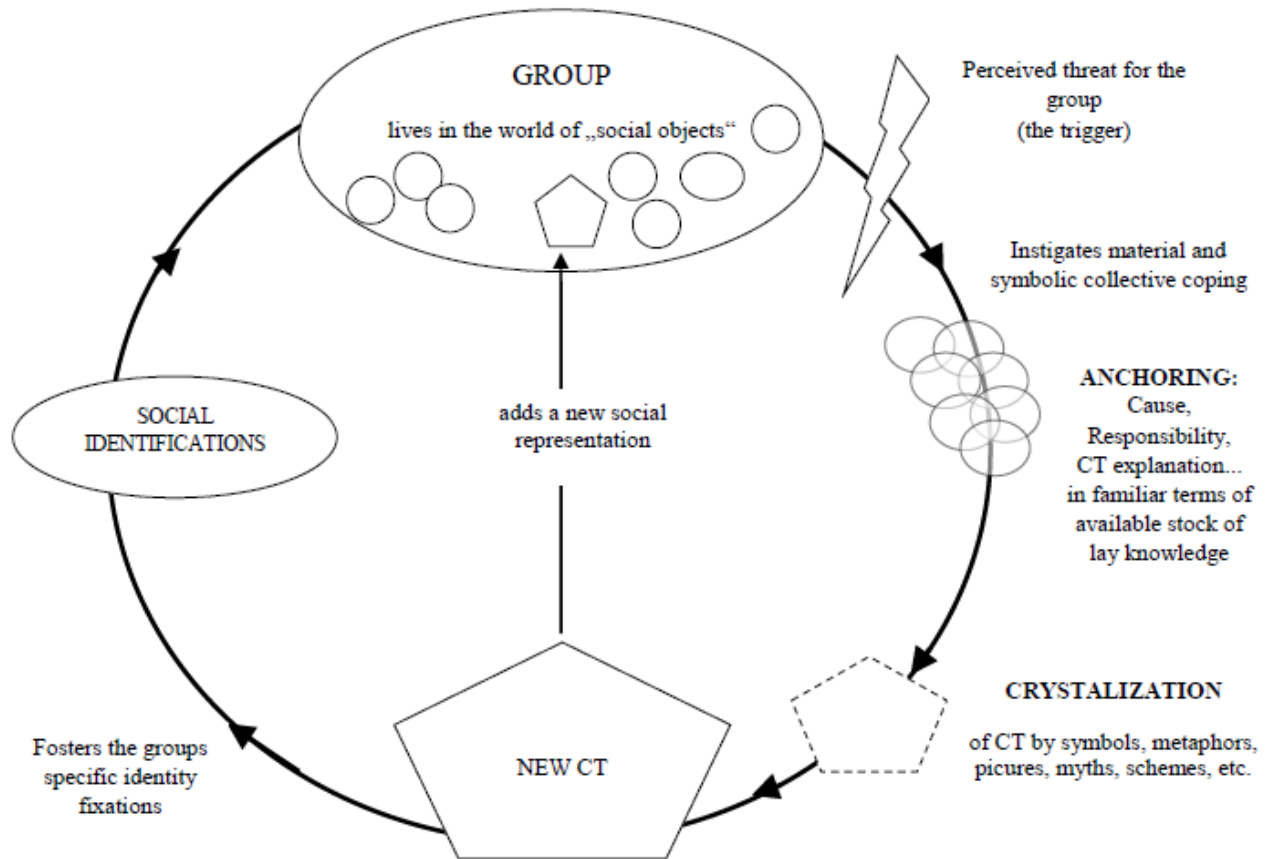 GROUP
lives in the world of „social objects“
Perceived threat for the
group
(the trigger)
Instigates material and
symbolic collective coping
ANCHORING:
Cause,
Responsibility,
CT explanation...
in familiar terms of
available stock of
lay knowledge
CRYSTALIZATION
of CT by symbols, metaphors,
picures, myths, schemes, etc.
NEW CT
adds a new social
representation
Fosters the groups
specific identity
fixations
SOCIAL
IDENTIFICATIONS